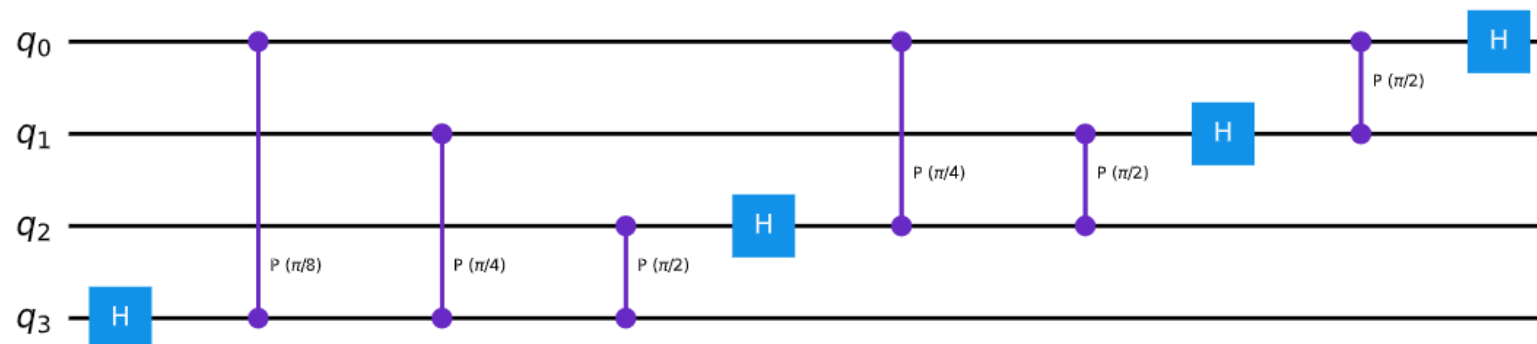 q₀ H
P (π/2)
q₁ H
P (π/4) P (π/2)
q₂ H
P (π/8) P (π/4) P (π/2)
q₃ H